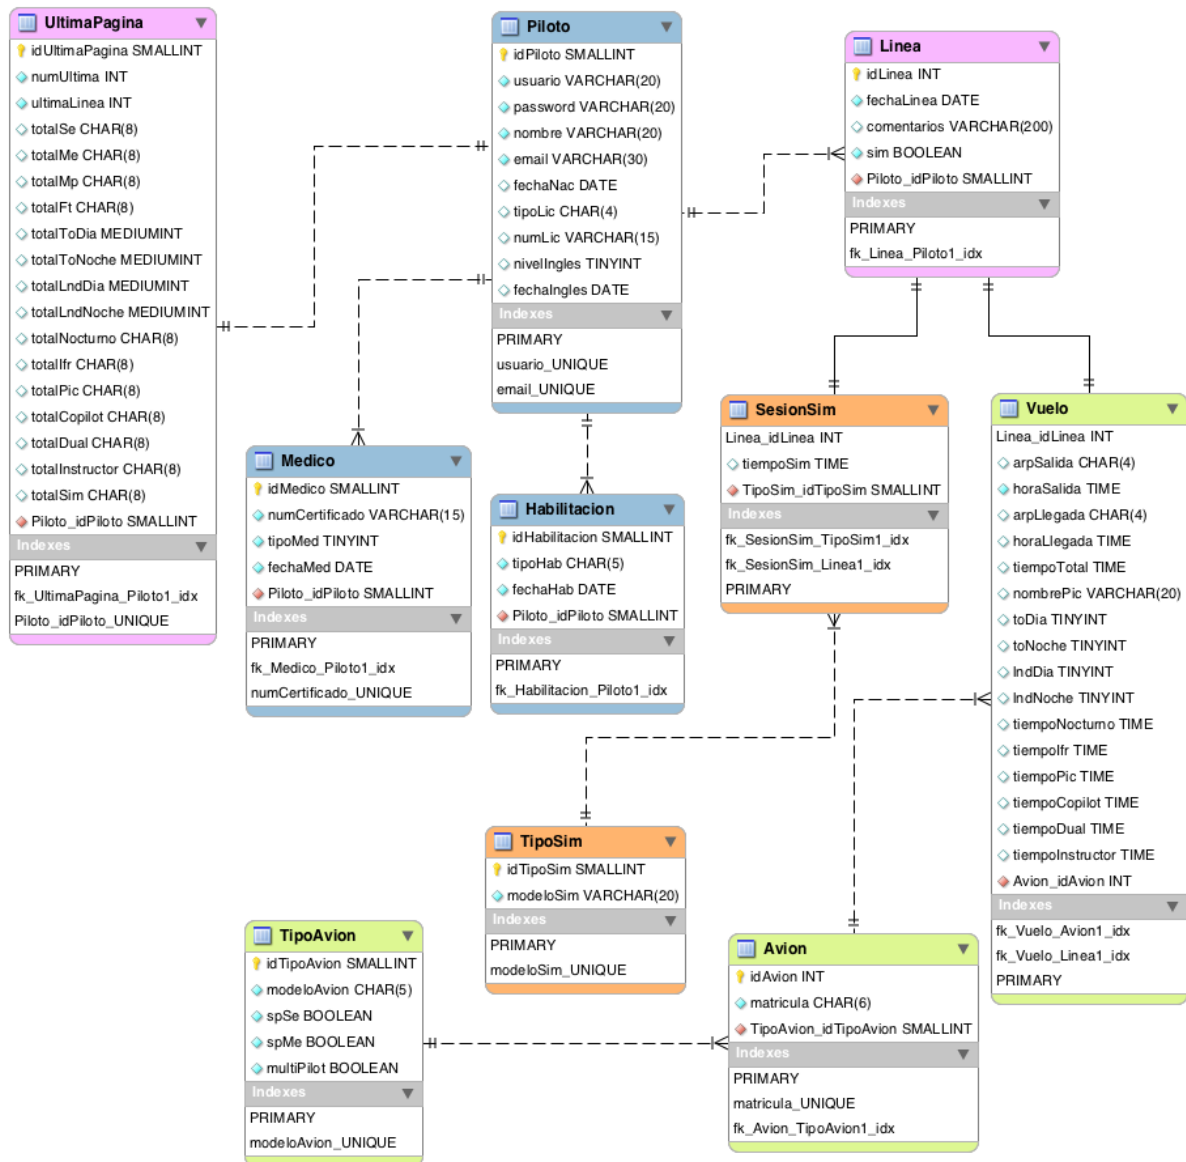 UltimaPagina
idUltimaPagina SMALLINT
numUltima INT
ultimaLinea INT
totalSe CHAR(8)
totalMe CHAR(8)
totalMp CHAR(8)
totalFt CHAR(8)
totalToDia MEDIUMINT
totalToNoche MEDIUMINT
totalLndDia MEDIUMINT
totalLndNoche MEDIUMINT
totalNocturno CHAR(8)
totalIfr CHAR(8)
totalPic CHAR(8)
totalCopilot CHAR(8)
totalDual CHAR(8)
totalInstructor CHAR(8)
totalSim CHAR(8)
Piloto_idPiloto SMALLINT
Indexes
PRIMARY
fk_UltimaPagina_Piloto1_idx
Piloto_idPiloto_UNIQUE
Piloto
idPiloto SMALLINT
usuario VARCHAR(20)
password VARCHAR(20)
nombre VARCHAR(20)
email VARCHAR(30)
fechaNac DATE
tipoLic CHAR(4)
numLic VARCHAR(15)
nivelIngles TINYINT
fechaIngles DATE
Indexes
PRIMARY
usuario_UNIQUE
email_UNIQUE
Linea
idLinea INT
fechaLinea DATE
comentarios VARCHAR(200)
sim BOOLEAN
Piloto_idPiloto SMALLINT
Indexes
PRIMARY
fk_Linea_Piloto1_idx
Medico
idMedico SMALLINT
numCertificado VARCHAR(15)
tipoMed TINYINT
fechaMed DATE
Piloto_idPiloto SMALLINT
Indexes
PRIMARY
fk_Medico_Piloto1_idx
numCertificado_UNIQUE
Habilitacion
idHabilitacion SMALLINT
tipoHab CHAR(5)
fechaHab DATE
Piloto_idPiloto SMALLINT
Indexes
PRIMARY
fk_Habilitacion_Piloto1_idx
SesionSim
Linea_idLinea INT
tiempoSim TIME
TipoSim_idTipoSim SMALLINT
Indexes
fk_SesionSim_TipoSim1_idx
fk_SesionSim_Linea1_idx
PRIMARY
Vuelo
Linea_idLinea INT
arpSalida CHAR(4)
horaSalida TIME
arpLlegada CHAR(4)
horaLlegada TIME
tiempoTotal TIME
nombrePic VARCHAR(20)
toDia TINYINT
toNoche TINYINT
lndDia TINYINT
lndNoche TINYINT
tiempoNocturno TIME
tiempoIfr TIME
tiempoPic TIME
tiempoCopilot TIME
tiempoDual TIME
tiempoInstructor TIME
Avion_idAvion INT
Indexes
fk_Vuelo_Avion1_idx
fk_Vuelo_Linea1_idx
PRIMARY
TipoSim
idTipoSim SMALLINT
modeloSim VARCHAR(20)
Indexes
PRIMARY
modeloSim_UNIQUE
TipoAvion
idTipoAvion SMALLINT
modeloAvion CHAR(5)
spSe BOOLEAN
spMe BOOLEAN
multiPilot BOOLEAN
Indexes
PRIMARY
modeloAvion_UNIQUE
Avion
idAvion INT
matricula CHAR(6)
TipoAvion_idTipoAvion SMALLINT
Indexes
PRIMARY
matricula_UNIQUE
fk_Avion_TipoAvion1_idx